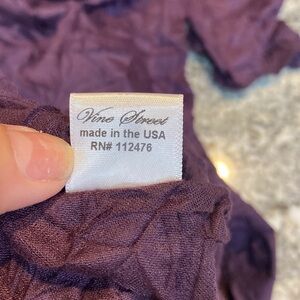 Vine Street
made in the USA
RN# 112476